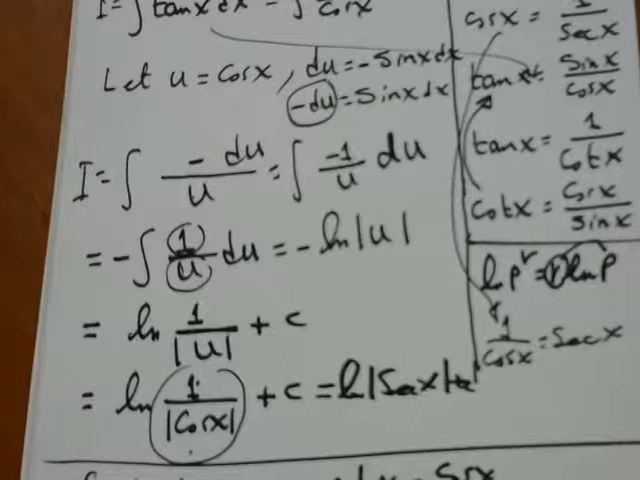 I = ∫ tanx dx = ∫
Let u = cosx, du = -sinx dx
-du = sinx dx
I = ∫ -du/u = ∫ -1/u du
= -∫ 1/u du = -ln|u|
= ln 1/|u| + c
= ln 1/|cosx| + c = ln|secx| + c
cosx = 1/secx
tanx = sinx/cosx
tanx = 1/cotx
cotx = cosx/sinx
ln p^r = r ln p
1/cosx = secx